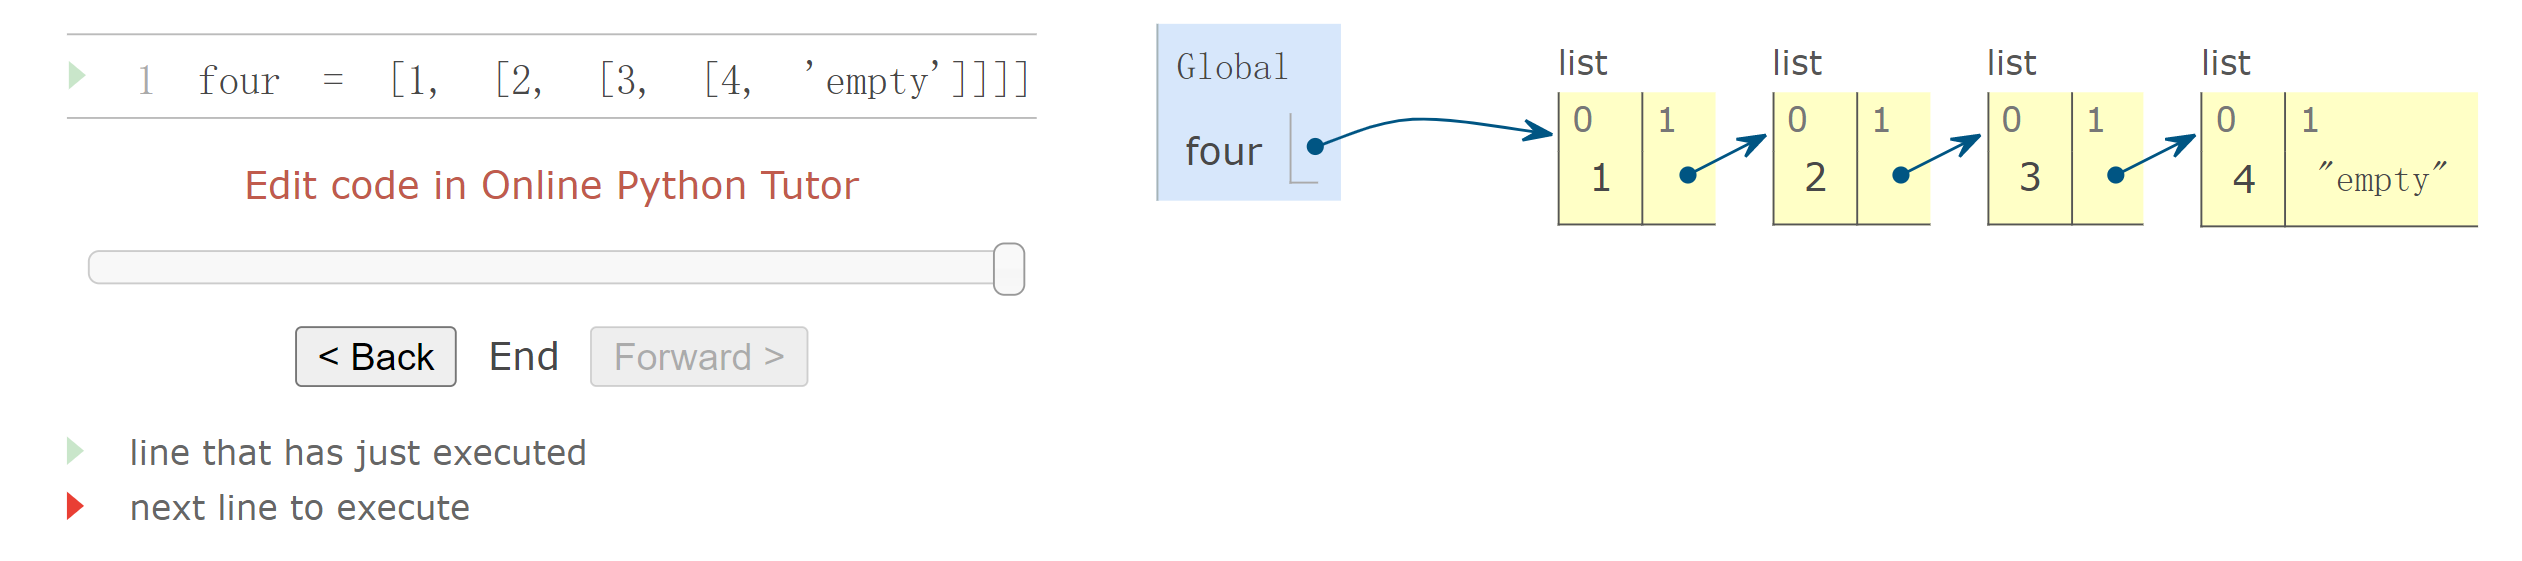 1 four = [1, [2, [3, [4, 'empty']]]]
Edit code in Online Python Tutor
< Back End Forward >
line that has just executed
next line to execute
Global
four
list list list list
0 1 0 1 0 1 0 1
1 2 3 4 "empty"